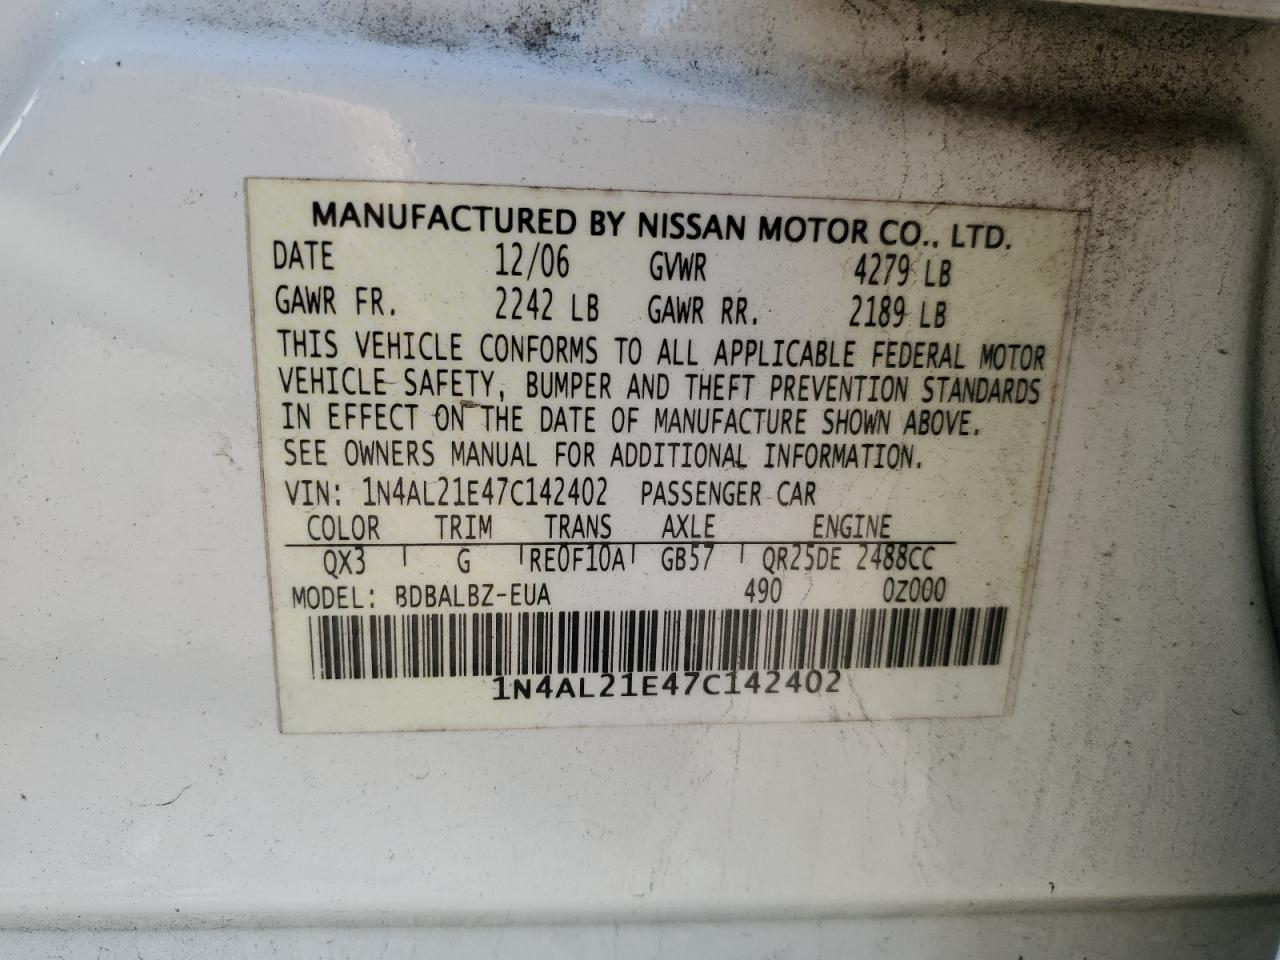 MANUFACTURED BY NISSAN MOTOR CO., LTD.
DATE 12/06 GVWR 4279 LB
GAWR FR. 2242 LB GAWR RR. 2189 LB
THIS VEHICLE CONFORMS TO ALL APPLICABLE FEDERAL MOTOR
VEHICLE SAFETY, BUMPER AND THEFT PREVENTION STANDARDS
IN EFFECT ON THE DATE OF MANUFACTURE SHOWN ABOVE.
SEE OWNERS MANUAL FOR ADDITIONAL INFORMATION.
VIN: 1N4AL21E47C142402 PASSENGER CAR
COLOR TRIM TRANS AXLE ENGINE
QX3 G RE0F10A GB57 QR25DE 2488CC
MODEL: BDBALBZ-EUA 490 0Z000
1N4AL21E47C142402